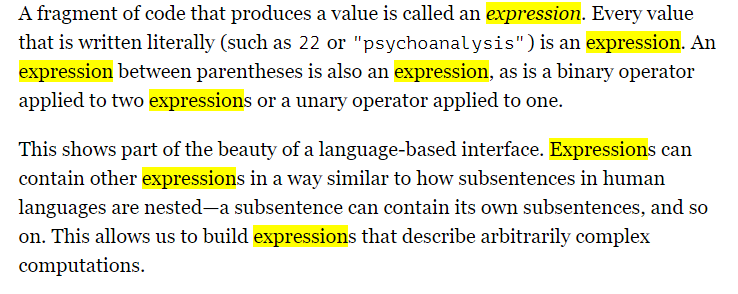 A fragment of code that produces a value is called an expression. Every value
that is written literally (such as 22 or "psychoanalysis") is an expression. An
expression between parentheses is also an expression, as is a binary operator
applied to two expressions or a unary operator applied to one.
This shows part of the beauty of a language-based interface. Expressions can
contain other expressions in a way similar to how subsentences in human
languages are nested—a subsentence can contain its own subsentences, and so
on. This allows us to build expressions that describe arbitrarily complex
computations.